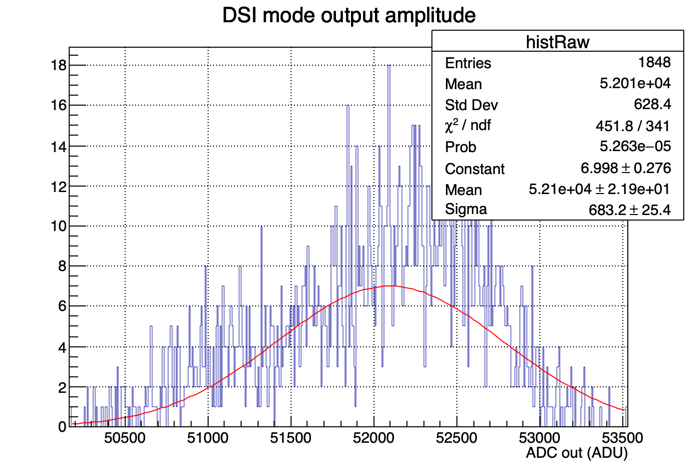 DSI mode output amplitude
histRaw
Entries 1848
Mean 5.201e+04
Std Dev 628.4
χ² / ndf 451.8 / 341
Prob 5.263e−05
Constant 6.998 ± 0.276
Mean 5.21e+04 ± 2.19e+01
Sigma 683.2 ± 25.4
18
16
14
12
10
8
6
4
2
0
50500 51000 51500 52000 52500 53000 53500
ADC out (ADU)